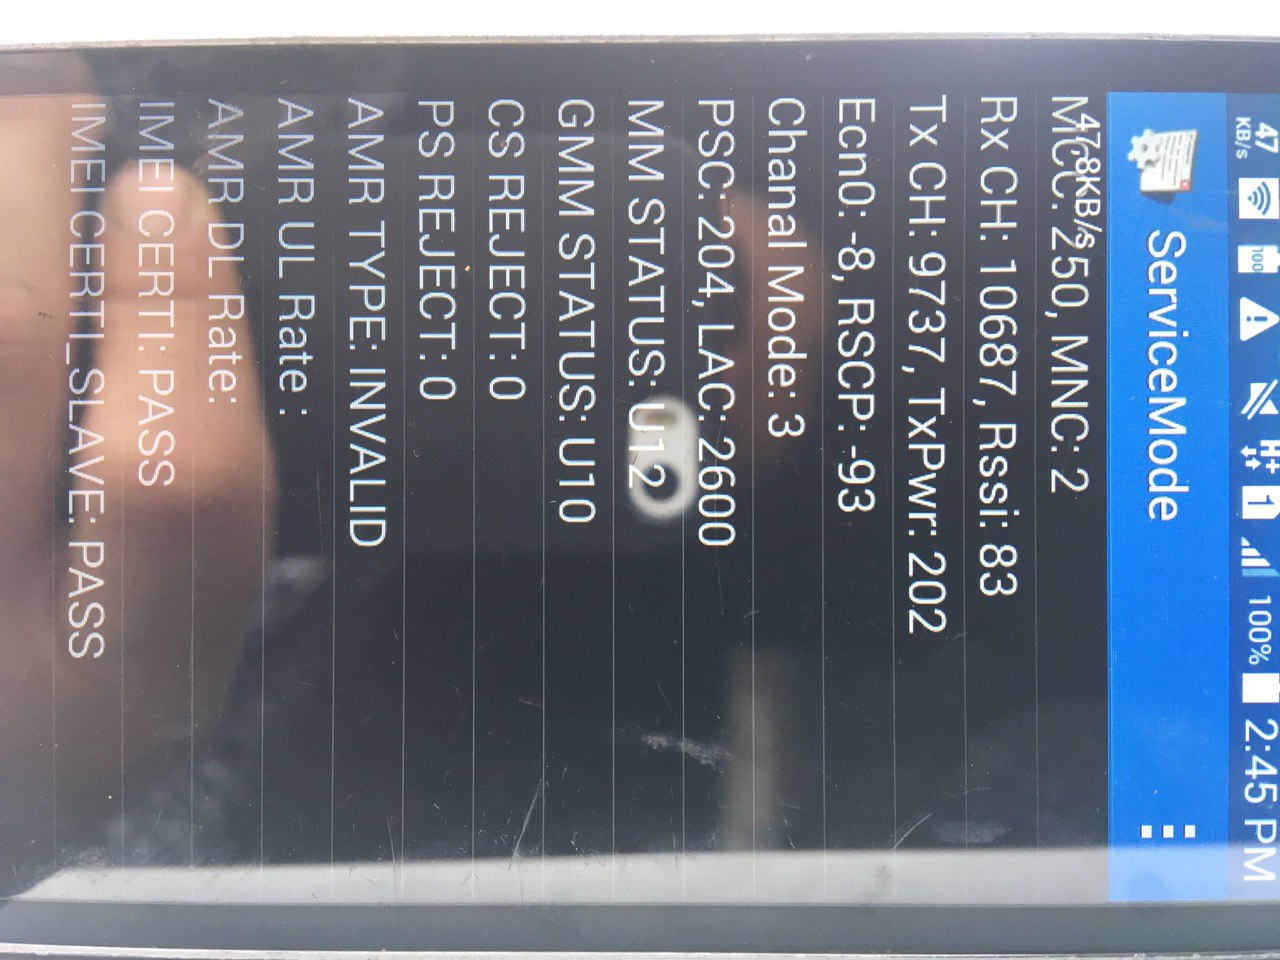 47 KB/s 100 H+ 1 100% 2:45 PM
ServiceMode
47.8KB/s
MCC: 250, MNC: 2
Rx CH: 10687, Rssi: 83
Tx CH: 9737, TxPwr: 202
Ecn0: -8, RSCP: -93
Chanal Mode: 3
PSC: 204, LAC: 2600
MM STATUS: U12
GMM STATUS: U10
CS REJECT: 0
PS REJECT: 0
AMR TYPE: INVALID
AMR UL Rate :
AMR DL Rate:
IMEI CERTI: PASS
IMEI CERTI_SLAVE: PASS